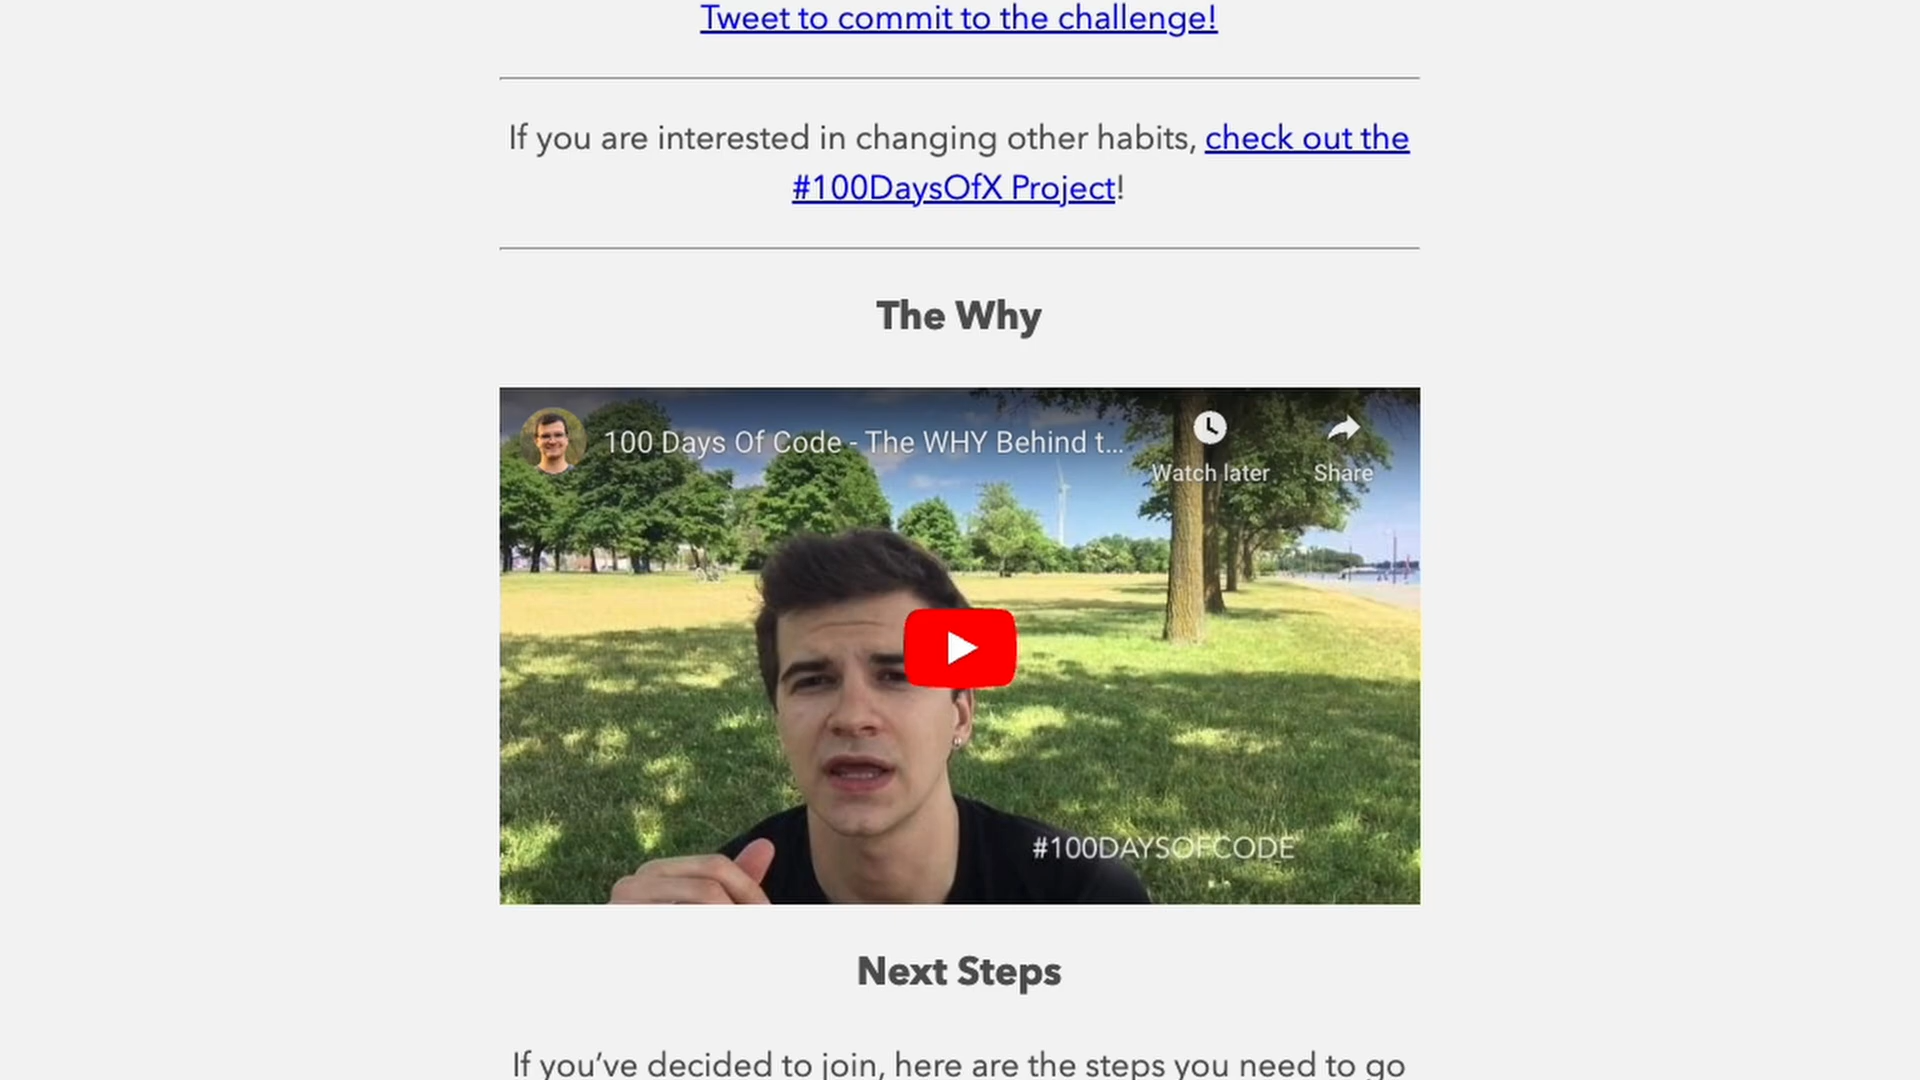 Tweet to commit to the challenge!
If you are interested in changing other habits, check out the
#100DaysOfX Project!
The Why
100 Days Of Code - The WHY Behind t...
Watch later
Share
#100DAYSOFCODE
Next Steps
If you’ve decided to join, here are the steps you need to go